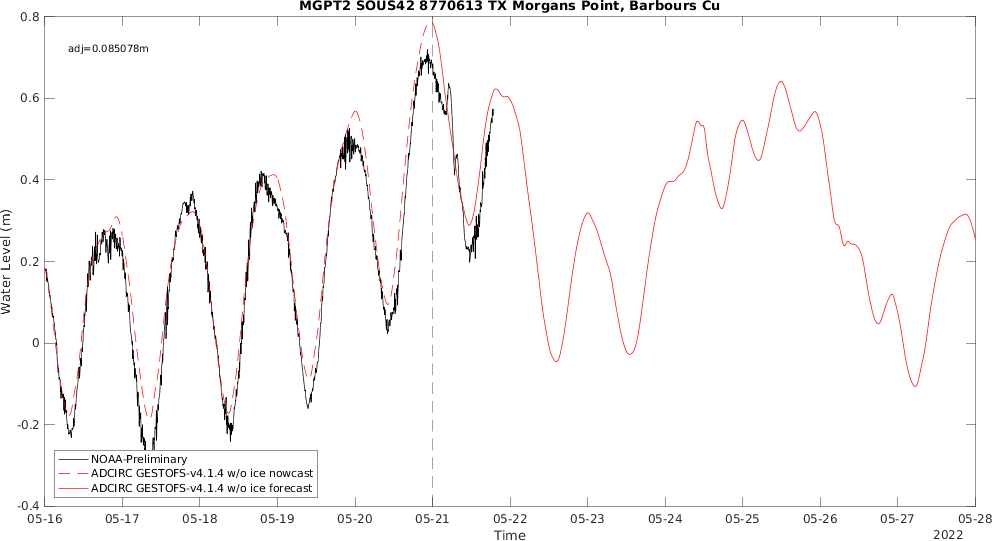 MGPT2 SOUS42 8770613 TX Morgans Point, Barbours Cu
adj=0.085078m
0.8
0.6
0.4
0.2
0
-0.2
-0.4
Water Level (m)
NOAA-Preliminary
ADCIRC GESTOFS-v4.1.4 w/o ice nowcast
ADCIRC GESTOFS-v4.1.4 w/o ice forecast
05-16 05-17 05-18 05-19 05-20 05-21 05-22 05-23 05-24 05-25 05-26 05-27 05-28
Time
2022